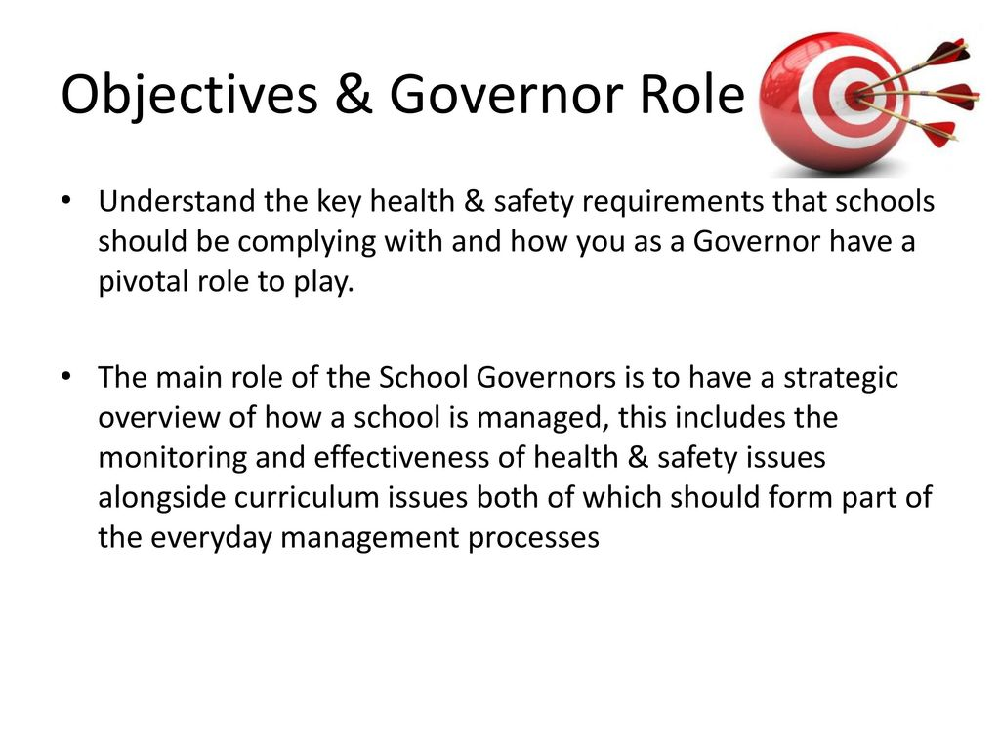 Objectives & Governor Role
• Understand the key health & safety requirements that schools
should be complying with and how you as a Governor have a
pivotal role to play.
• The main role of the School Governors is to have a strategic
overview of how a school is managed, this includes the
monitoring and effectiveness of health & safety issues
alongside curriculum issues both of which should form part of
the everyday management processes